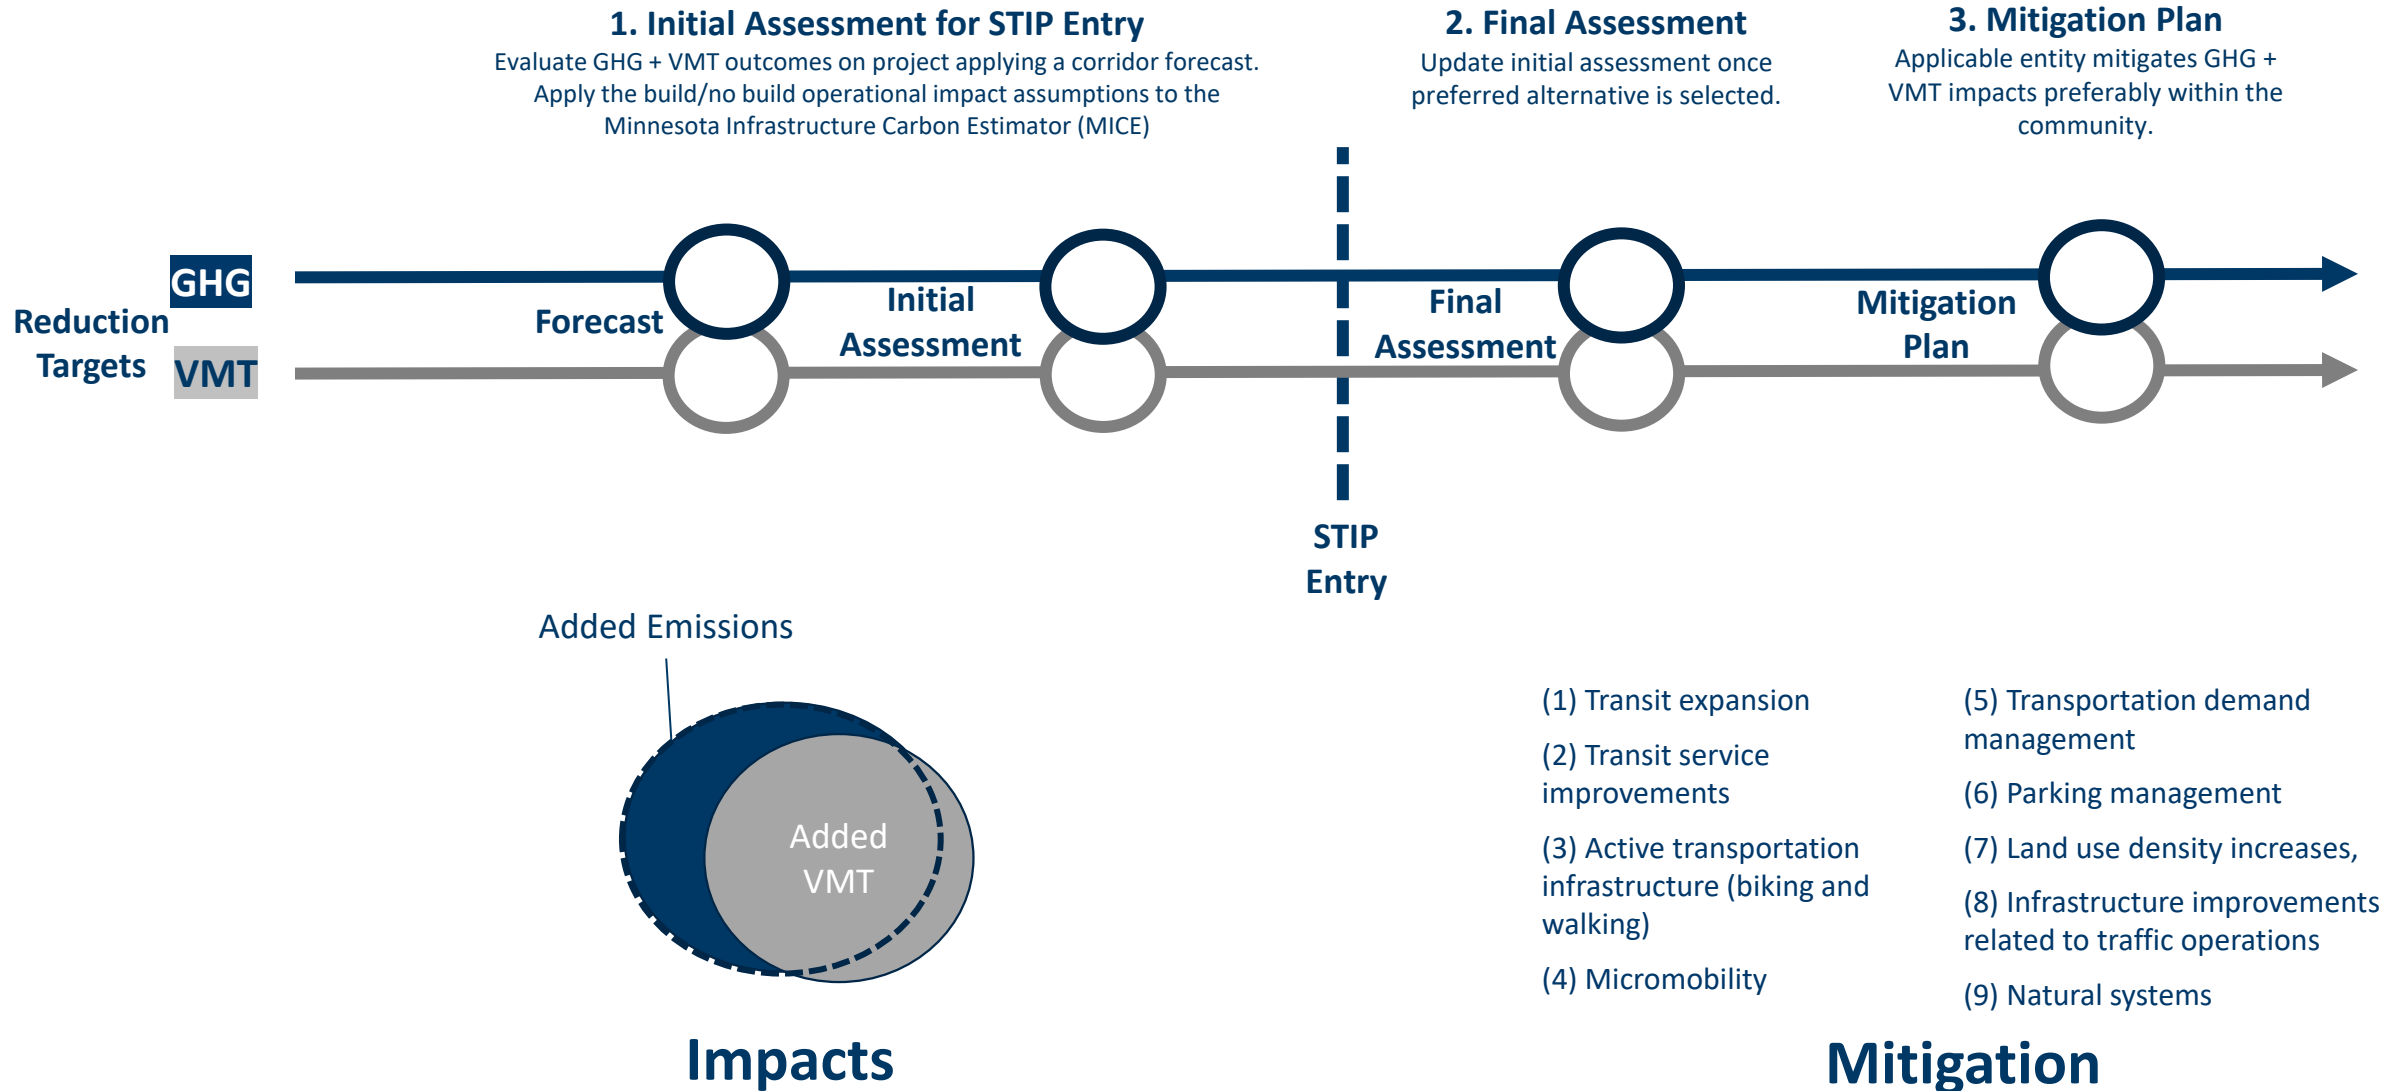 1. Initial Assessment for STIP Entry
Evaluate GHG + VMT outcomes on project applying a corridor forecast.
Apply the build/no build operational impact assumptions to the
Minnesota Infrastructure Carbon Estimator (MICE)
2. Final Assessment
Update initial assessment once
preferred alternative is selected.
3. Mitigation Plan
Applicable entity mitigates GHG +
VMT impacts preferably within the
community.
Reduction
Targets
GHG
VMT
Forecast
Initial
Assessment
Final
Assessment
Mitigation
Plan
STIP
Entry
Added Emissions
Added
VMT
Impacts
(1) Transit expansion
(2) Transit service
improvements
(3) Active transportation
infrastructure (biking and
walking)
(4) Micromobility
(5) Transportation demand
management
(6) Parking management
(7) Land use density increases,
(8) Infrastructure improvements
related to traffic operations
(9) Natural systems
Mitigation